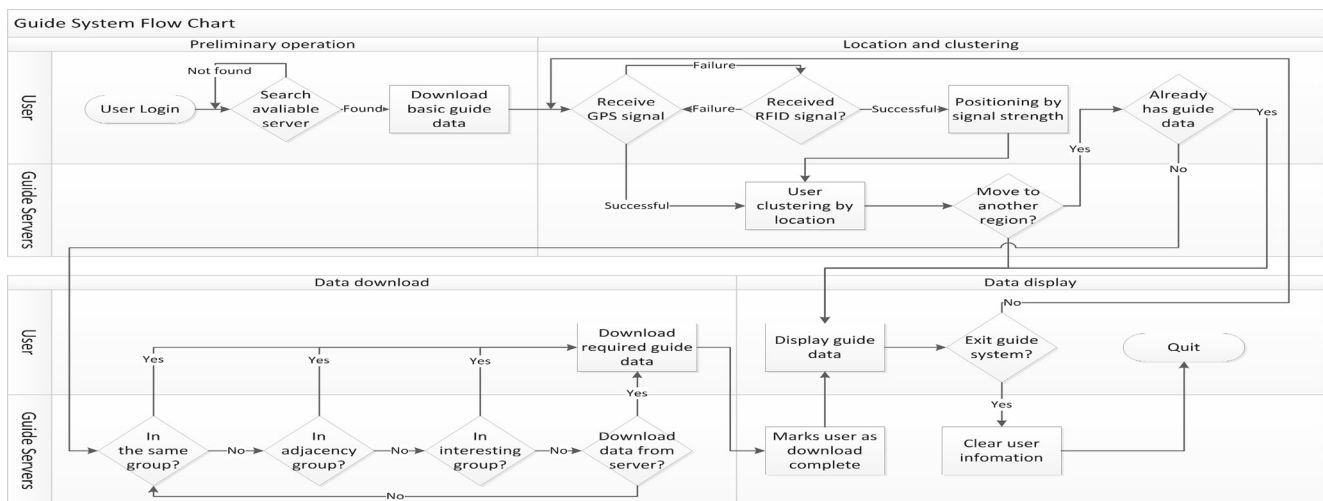 Guide System Flow Chart
Preliminary operation
Location and clustering
User
Not found
User Login
Search
avaliable
server
Found
Download
basic guide
data
Failure
Receive
GPS signal
Failure
Received
RFID signal?
Successful
Positioning by
signal strength
Already
has guide
data
Yes
Yes
No
Guide Servers
Successful
User
clustering by
location
Move to
another
region?
Data download
Data display
User
Yes
Yes
Yes
Download
required guide
data
Yes
Display guide
data
No
Exit guide
system?
Yes
Quit
Guide Servers
In
the same
group?
No
In
adjacency
group?
No
In
interesting
group?
No
Download
data from
server?
No
Marks user as
download
complete
Clear user
infomation